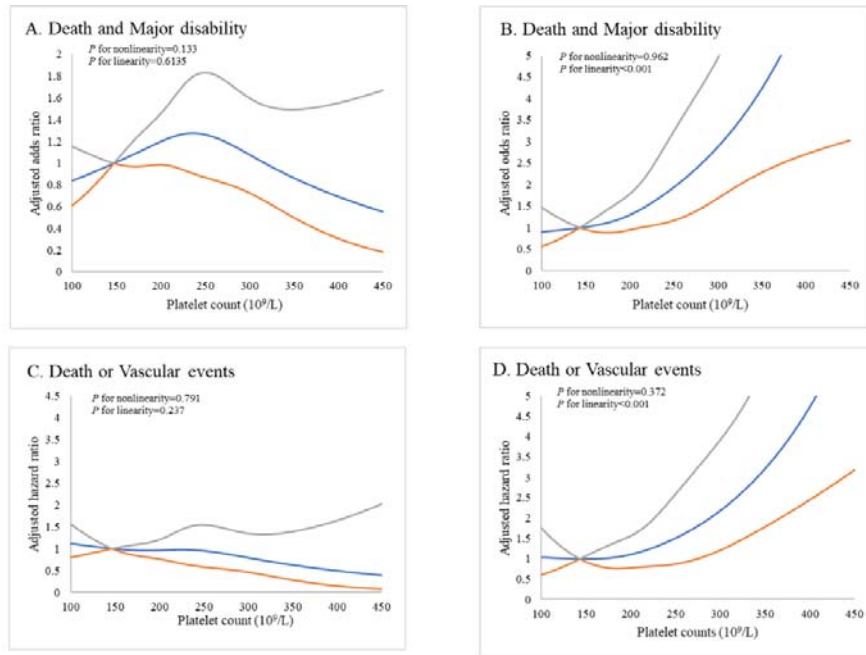 A. Death and Major disability
P for nonlinearity=0.133
P for linearity=0.6135
2
1.8
1.6
1.4
1.2
1
0.8
0.6
0.4
0.2
0
Adjusted adds ratio
100 150 200 250 300 350 400 450
Platelet count (10⁹/L)
B. Death and Major disability
P for nonlinearity=0.962
P for linearity<0.001
5
4.5
4
3.5
3
2.5
2
1.5
1
0.5
0
Adjusted odds ratio
100 150 200 250 300 350 400 450
Platelet count (10⁹/L)
C. Death or Vascular events
P for nonlinearity=0.791
P for linearity=0.237
4.5
4
3.5
3
2.5
2
1.5
1
0.5
0
Adjusted hazard ratio
100 150 200 250 300 350 400 450
Platelet count (10⁹/L)
D. Death or Vascular events
P for nonlinearity=0.372
P for linearity<0.001
5
4.5
4
3.5
3
2.5
2
1.5
1
0.5
0
Adjusted hazard ratio
100 150 200 250 300 350 400 450
Platelet counts (10⁹/L)